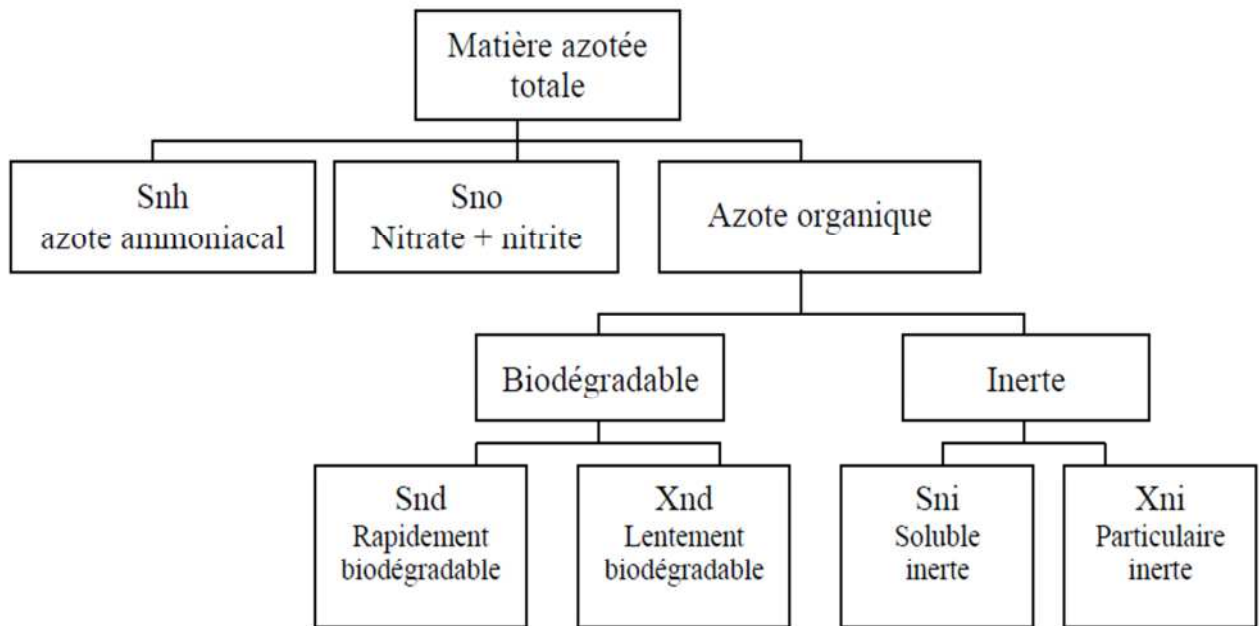 Matière azotée
totale
Snh
azote ammoniacal
Sno
Nitrate + nitrite
Azote organique
Biodégradable
Inerte
Snd
Rapidement
biodégradable
Xnd
Lentement
biodégradable
Sni
Soluble
inerte
Xni
Particulaire
inerte